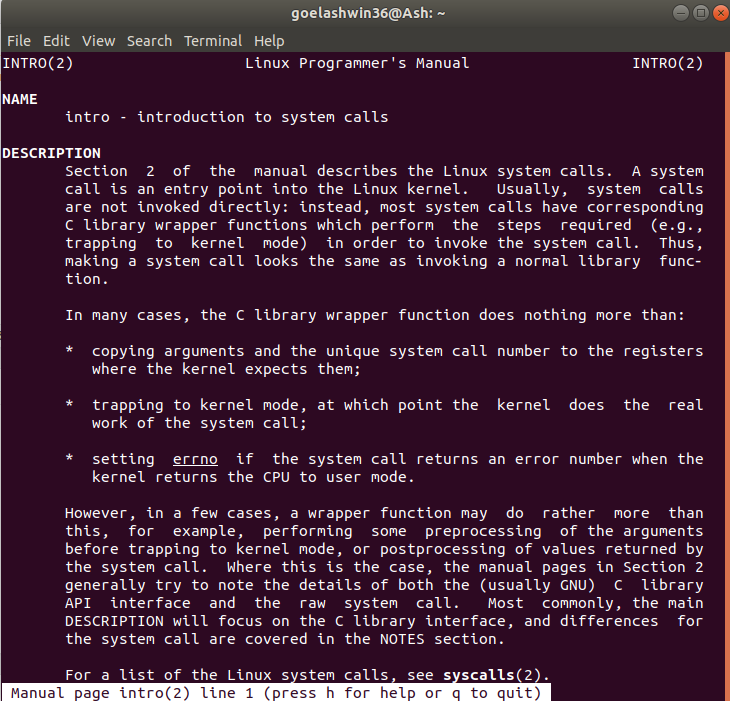 goelashwin36@Ash: ~
File Edit View Search Terminal Help
INTRO(2) Linux Programmer's Manual INTRO(2)
NAME
intro - introduction to system calls
DESCRIPTION
Section 2 of the manual describes the Linux system calls. A system
call is an entry point into the Linux kernel. Usually, system calls
are not invoked directly: instead, most system calls have corresponding
C library wrapper functions which perform the steps required (e.g.,
trapping to kernel mode) in order to invoke the system call. Thus,
making a system call looks the same as invoking a normal library func-
tion.
In many cases, the C library wrapper function does nothing more than:
* copying arguments and the unique system call number to the registers
where the kernel expects them;
* trapping to kernel mode, at which point the kernel does the real
work of the system call;
* setting errno if the system call returns an error number when the
kernel returns the CPU to user mode.
However, in a few cases, a wrapper function may do rather more than
this, for example, performing some preprocessing of the arguments
before trapping to kernel mode, or postprocessing of values returned by
the system call. Where this is the case, the manual pages in Section 2
generally try to note the details of both the (usually GNU) C library
API interface and the raw system call. Most commonly, the main
DESCRIPTION will focus on the C library interface, and differences for
the system call are covered in the NOTES section.
For a list of the Linux system calls, see syscalls(2).
Manual page intro(2) line 1 (press h for help or q to quit)